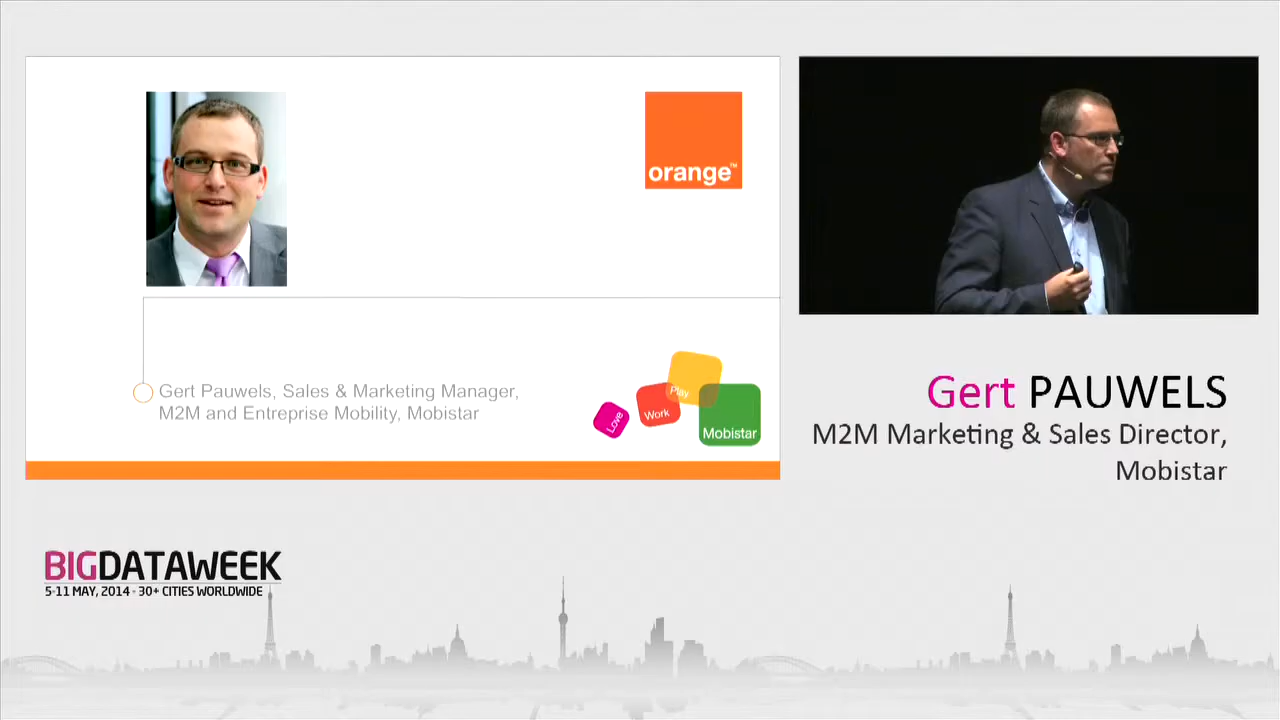 orange™
Gert Pauwels, Sales & Marketing Manager,
M2M and Entreprise Mobility, Mobistar
Love
Work
Play
Mobistar
Gert PAUWELS
M2M Marketing & Sales Director,
Mobistar
BIGDATAWEEK
5-11 MAY, 2014 - 30+ CITIES WORLDWIDE